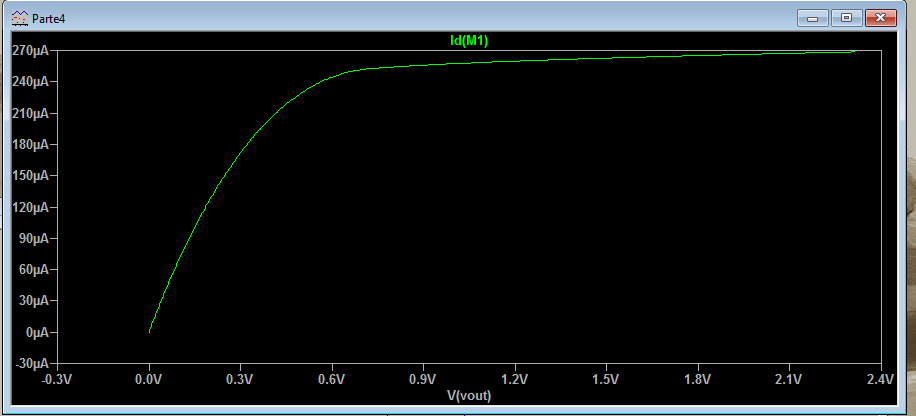 Parte4
Id(M1)
270µA
240µA
210µA
180µA
150µA
120µA
90µA
60µA
30µA
0µA
-30µA
-0.3V 0.0V 0.3V 0.6V 0.9V 1.2V 1.5V 1.8V 2.1V 2.4V
V(vout)